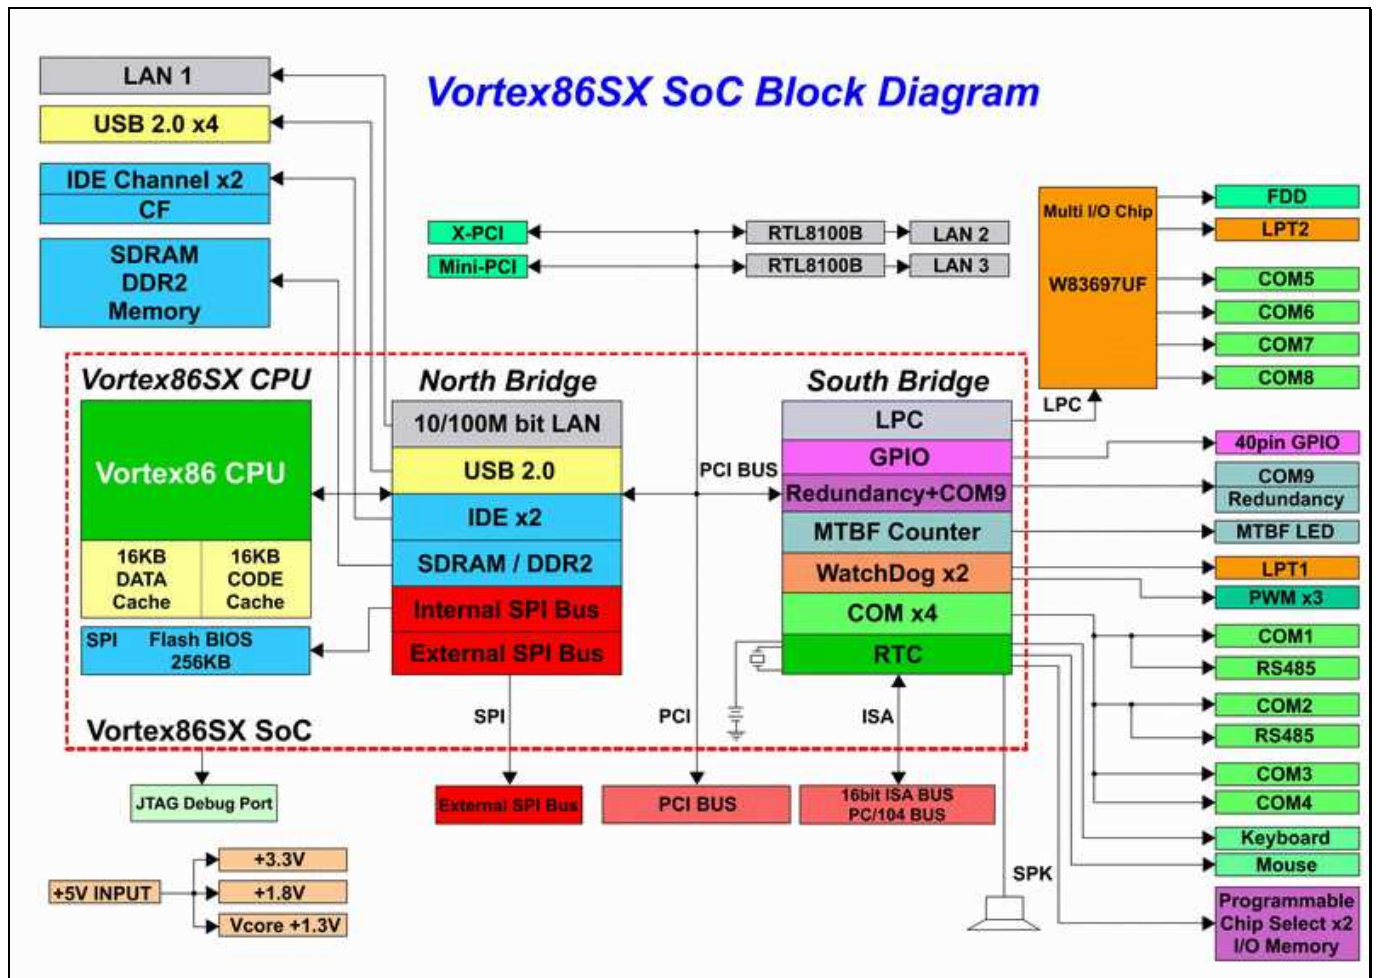 Vortex86SX SoC Block Diagram
LAN 1
USB 2.0 x4
IDE Channel x2
CF
SDRAM
DDR2
Memory
X-PCI
Mini-PCI
RTL8100B
LAN 2
RTL8100B
LAN 3
Multi I/O Chip
W83697UF
LPC
FDD
LPT2
COM5
COM6
COM7
COM8
Vortex86SX CPU
Vortex86 CPU
16KB
DATA
Cache
16KB
CODE
Cache
SPI Flash BIOS
256KB
North Bridge
10/100M bit LAN
USB 2.0
IDE x2
SDRAM / DDR2
Internal SPI Bus
External SPI Bus
PCI BUS
South Bridge
LPC
GPIO
Redundancy+COM9
MTBF Counter
WatchDog x2
COM x4
RTC
40pin GPIO
COM9
Redundancy
MTBF LED
LPT1
PWM x3
COM1
RS485
COM2
RS485
COM3
COM4
Keyboard
Mouse
Programmable
Chip Select x2
I/O Memory
Vortex86SX SoC
SPI
PCI
ISA
SPK
JTAG Debug Port
External SPI Bus
PCI BUS
16bit ISA BUS
PC/104 BUS
+5V INPUT
+3.3V
+1.8V
Vcore +1.3V